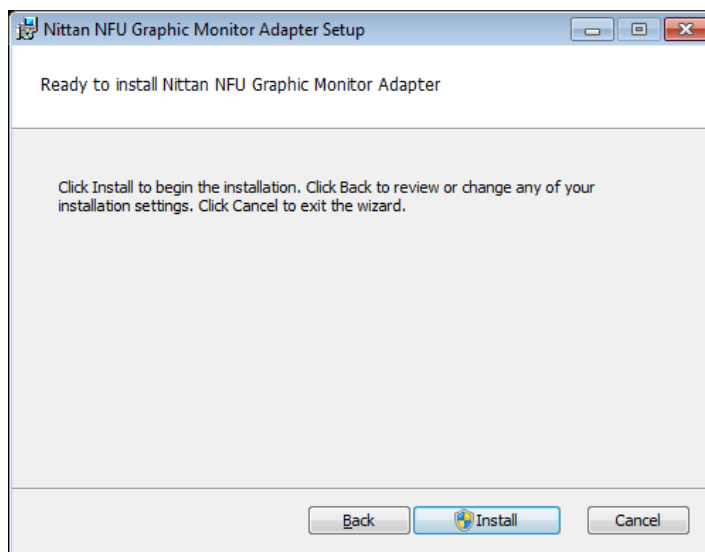 Nittan NFU Graphic Monitor Adapter Setup
Ready to install Nittan NFU Graphic Monitor Adapter
Click Install to begin the installation. Click Back to review or change any of your
installation settings. Click Cancel to exit the wizard.
Back Install Cancel